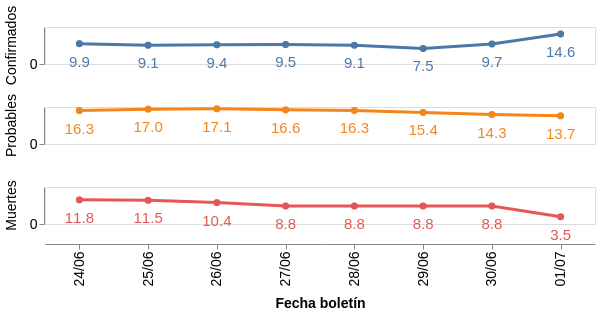 Confirmados
0
9.9 9.1 9.4 9.5 9.1 7.5 9.7 14.6
Probables
0
16.3 17.0 17.1 16.6 16.3 15.4 14.3 13.7
Muertes
0
11.8 11.5 10.4 8.8 8.8 8.8 8.8 3.5
24/06 25/06 26/06 27/06 28/06 29/06 30/06 01/07
Fecha boletín